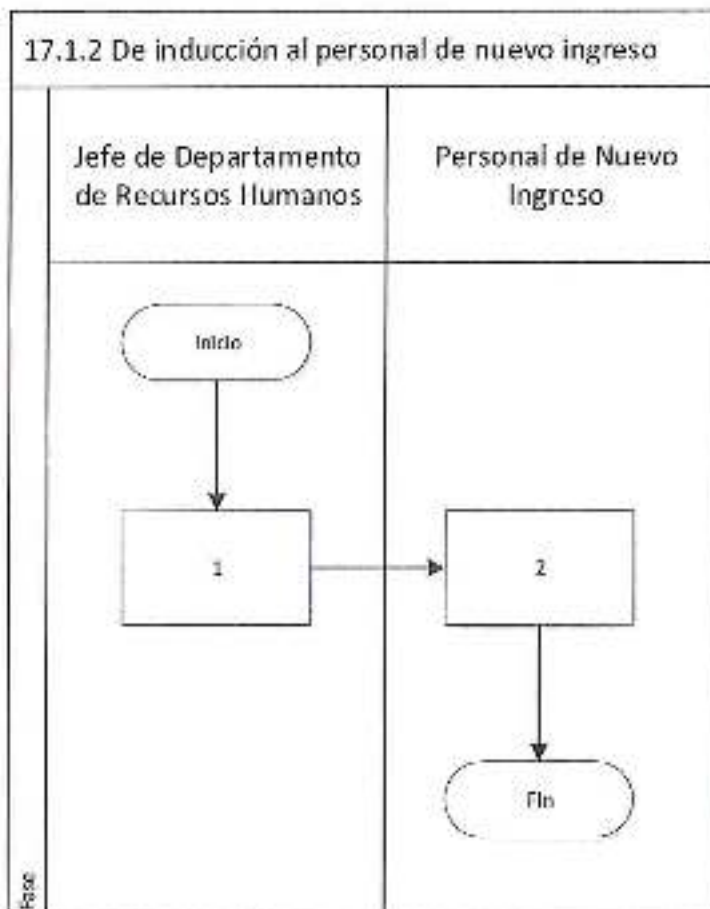 17.1.2 De inducción al personal de nuevo ingreso
Jefe de Departamento
de Recursos Humanos
Personal de Nuevo
Ingreso
Inicio
1
2
Fin
Fase